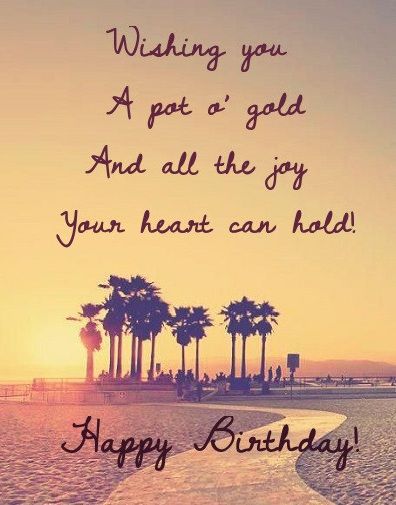 Wishing you
A pot o' gold
And all the joy
Your heart can hold!
Happy Birthday!